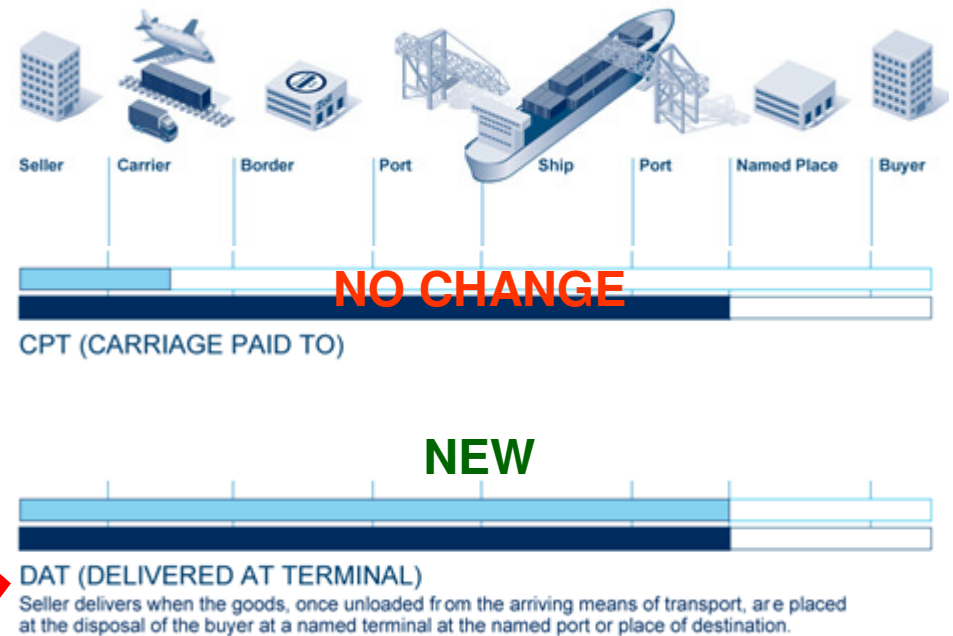 Seller Carrier Border Port Ship Port Named Place Buyer
NO CHANGE
CPT (CARRIAGE PAID TO)
NEW
DAT (DELIVERED AT TERMINAL)
Seller delivers when the goods, once unloaded from the arriving means of transport, are placed
at the disposal of the buyer at a named terminal at the named port or place of destination.